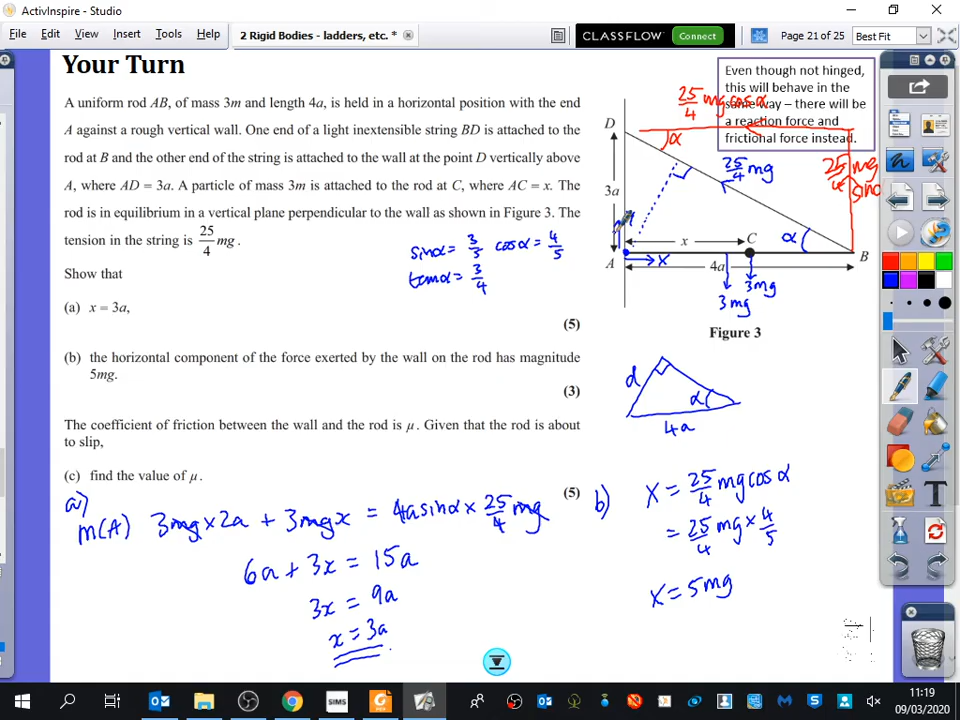 ActivInspire - Studio
File Edit View Insert Tools Help
2 Rigid Bodies - ladders, etc. *
CLASSFLOW
Connect
Page 21 of 25
Best Fit
Your Turn
A uniform rod AB, of mass 3m and length 4a, is held in a horizontal position with the end
A against a rough vertical wall. One end of a light inextensible string BD is attached to the
rod at B and the other end of the string is attached to the wall at the point D vertically above
A, where AD = 3a. A particle of mass 3m is attached to the rod at C, where AC = x. The
rod is in equilibrium in a vertical plane perpendicular to the wall as shown in Figure 3. The
tension in the string is 25/4 mg.
Show that
(a) x = 3a,
(5)
(b) the horizontal component of the force exerted by the wall on the rod has magnitude
5mg.
(3)
The coefficient of friction between the wall and the rod is μ. Given that the rod is about
to slip,
(c) find the value of μ.
(5)
sinα = 3/5 cosα = 4/5
tanα = 3/4
Even though not hinged,
this will behave in the
same way – there will
be a reaction force and
frictional force instead.
25/4 mg cosα
D
α
25/4 mg
25/4 mg
sinα
3a
x
C
α
B
A
X
4a
3mg
3mg
Figure 3
d
α
4a
a)
M(A) 3mg × 2a + 3mgx = 4a sinα × 25/4 mg
6a + 3x = 15a
3x = 9a
x = 3a
b)
X = 25/4 mg cosα
= 25/4 mg × 4/5
X = 5mg
SIMS
11:19
09/03/2020